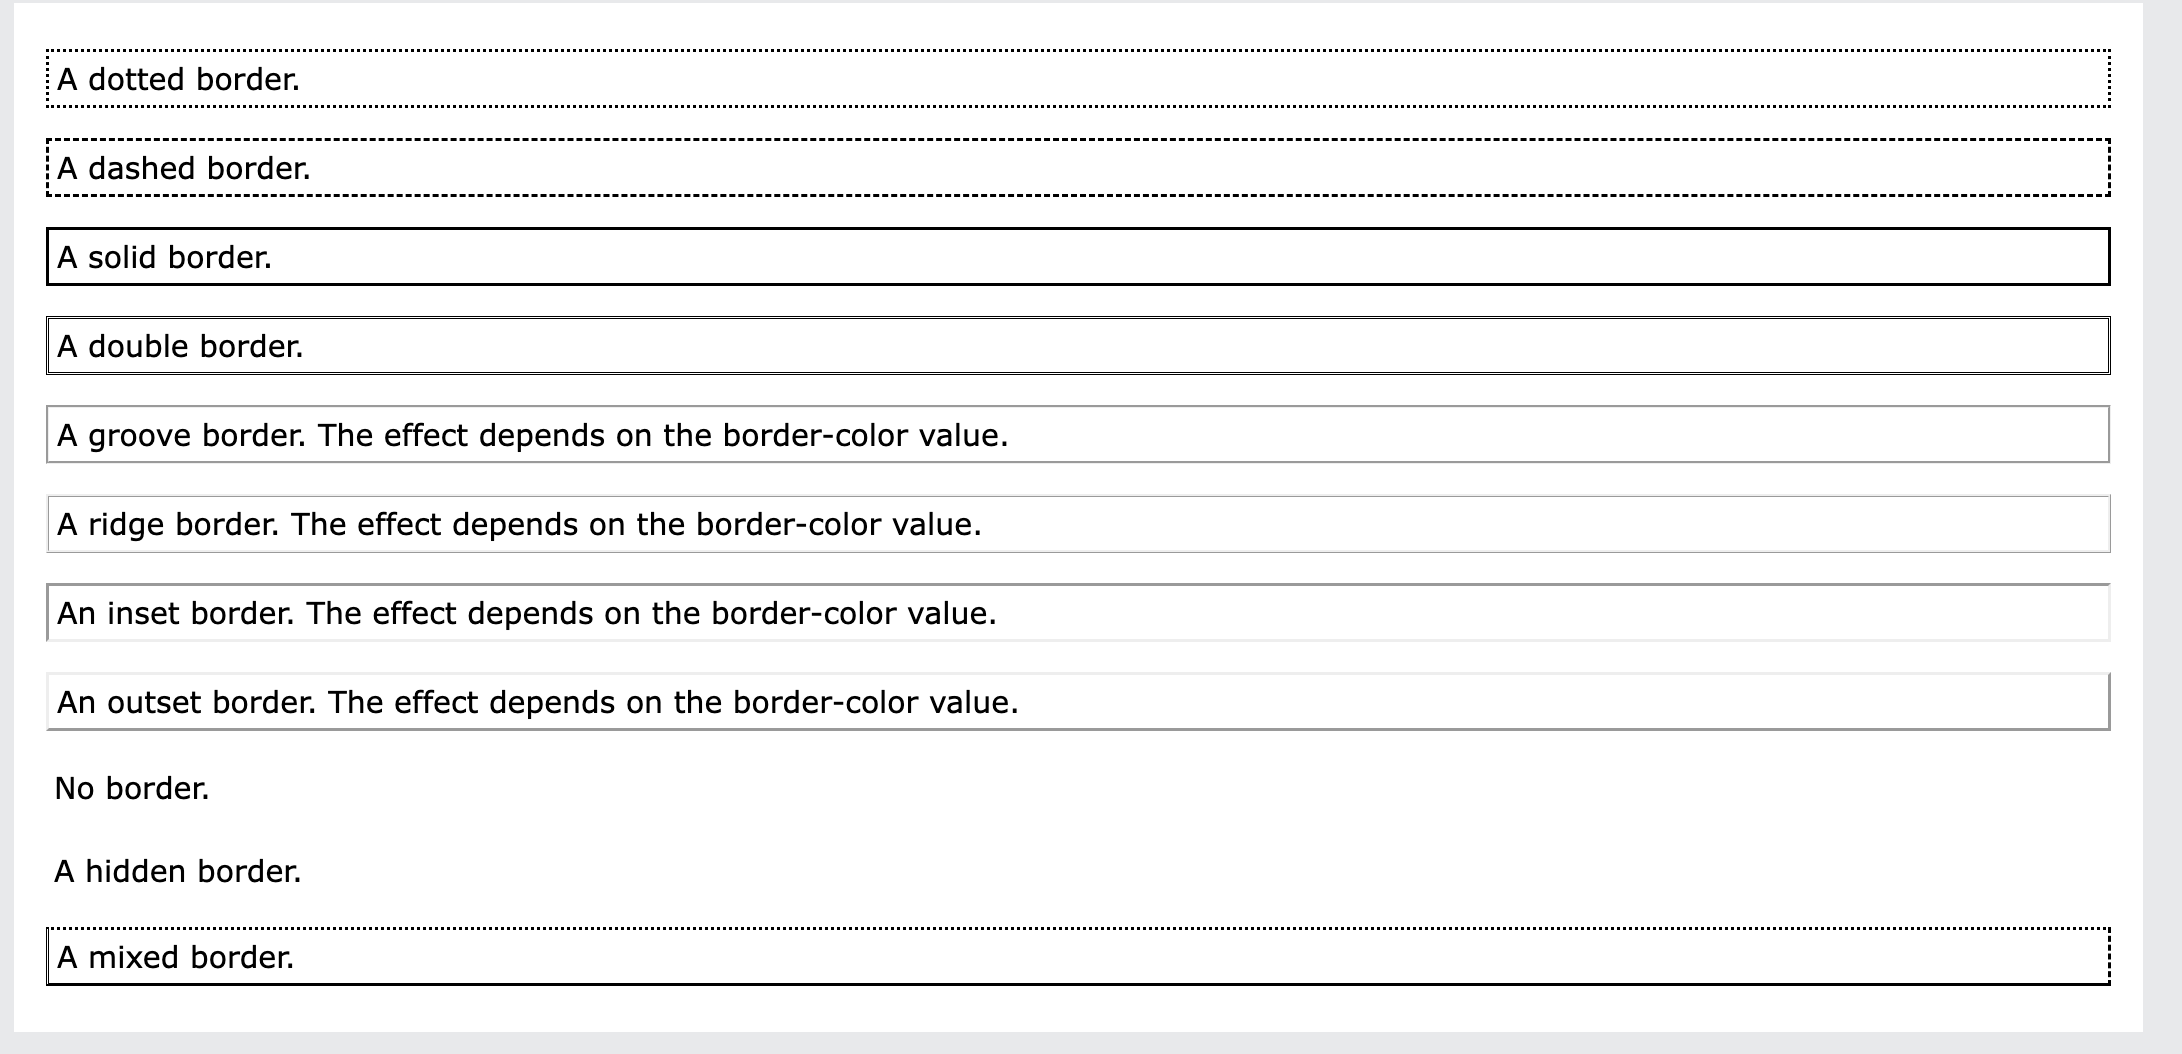 A dotted border.
A dashed border.
A solid border.
A double border.
A groove border. The effect depends on the border-color value.
A ridge border. The effect depends on the border-color value.
An inset border. The effect depends on the border-color value.
An outset border. The effect depends on the border-color value.
No border.
A hidden border.
A mixed border.